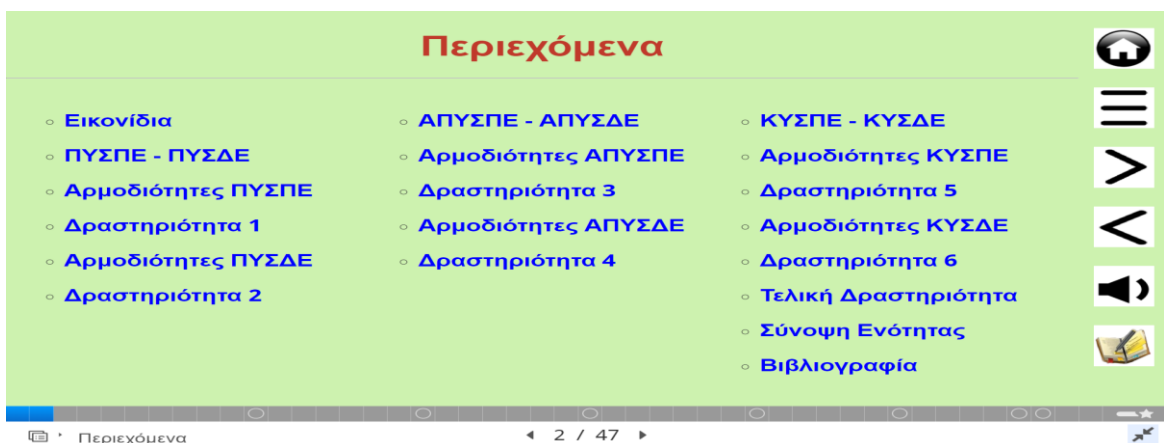 Περιεχόμενα
Εικονίδια
ΠΥΣΠΕ - ΠΥΣΔΕ
Αρμοδιότητες ΠΥΣΠΕ
Δραστηριότητα 1
Αρμοδιότητες ΠΥΣΔΕ
Δραστηριότητα 2
ΑΠΥΣΠΕ - ΑΠΥΣΔΕ
Αρμοδιότητες ΑΠΥΣΠΕ
Δραστηριότητα 3
Αρμοδιότητες ΑΠΥΣΔΕ
Δραστηριότητα 4
ΚΥΣΠΕ - ΚΥΣΔΕ
Αρμοδιότητες ΚΥΣΠΕ
Δραστηριότητα 5
Αρμοδιότητες ΚΥΣΔΕ
Δραστηριότητα 6
Τελική Δραστηριότητα
Σύνοψη Ενότητας
Βιβλιογραφία
Περιεχόμενα
2 / 47